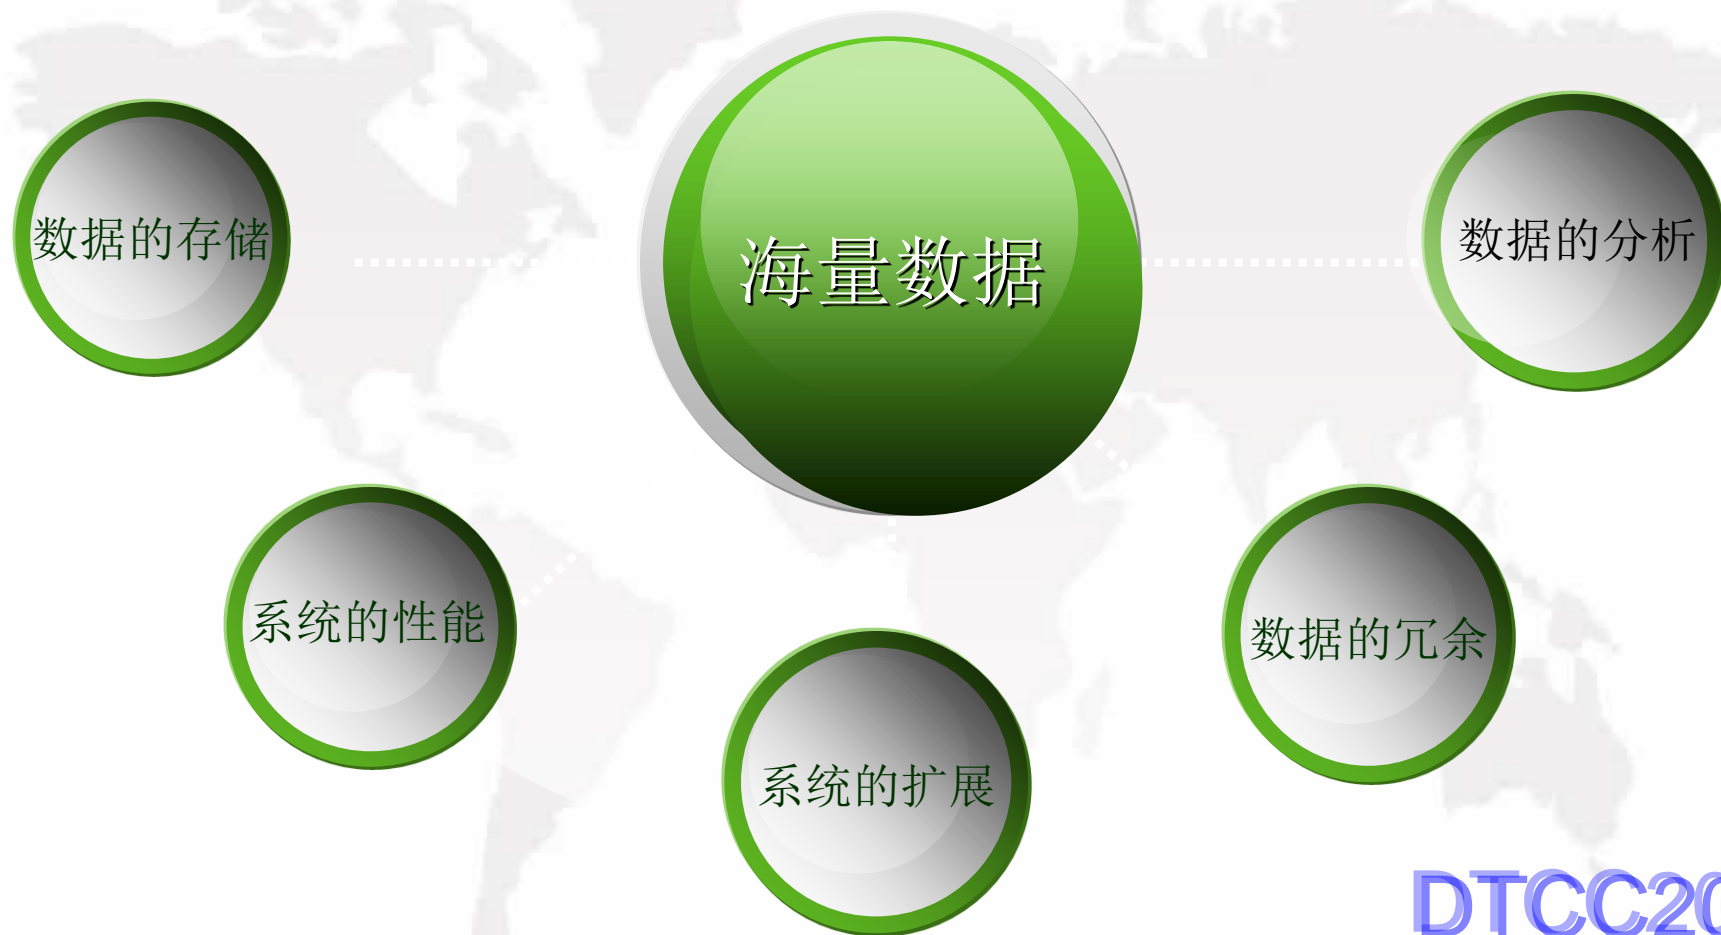 海量数据
数据的存储
数据的分析
系统的性能
数据的冗余
系统的扩展
DTCC20